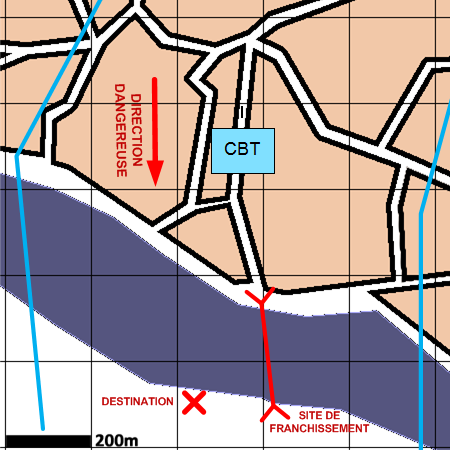 DIRECTION
DANGEREUSE
CBT
DESTINATION
SITE DE
FRANCHISSEMENT
200m